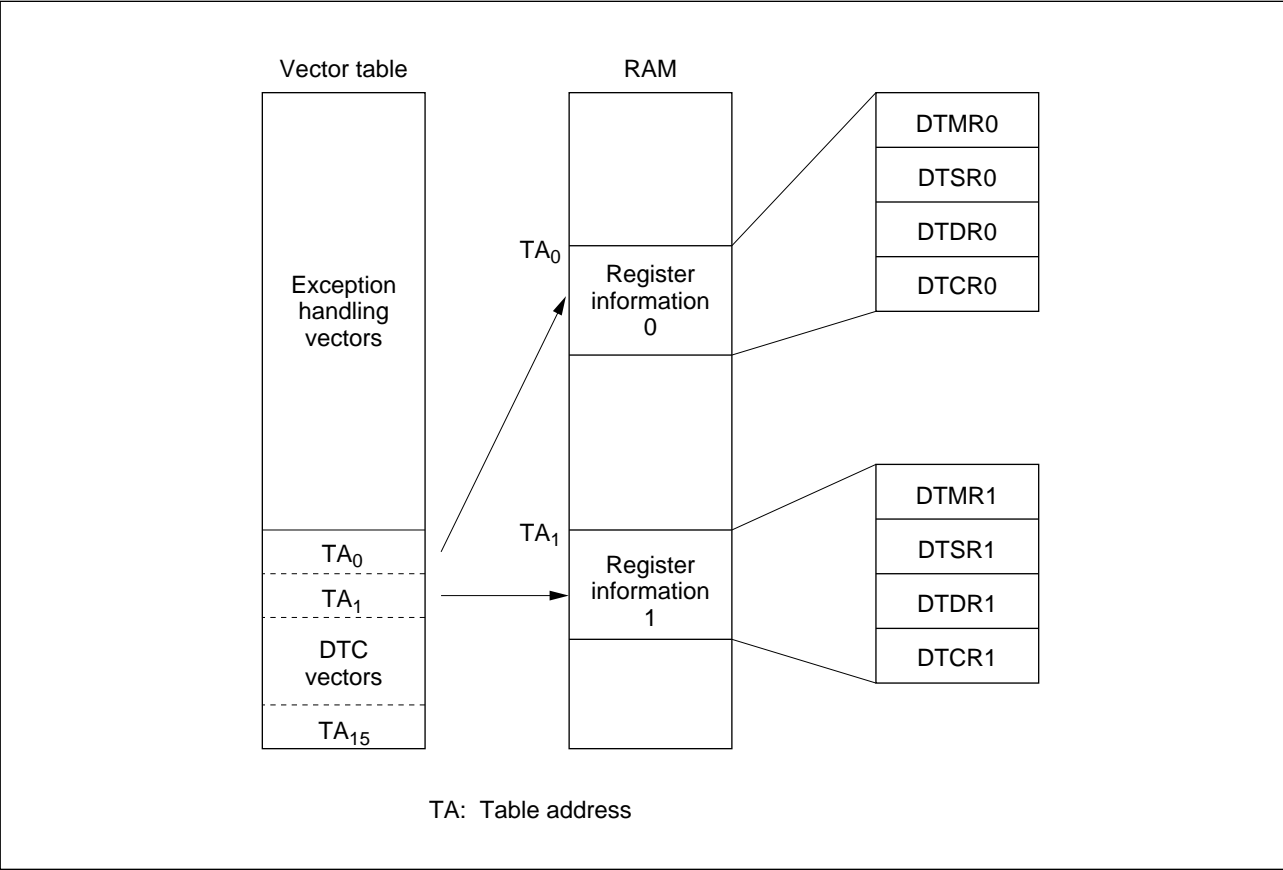 Vector table
Exception
handling
vectors
TA0
TA1
DTC
vectors
TA15
RAM
TA0
Register
information
0
TA1
Register
information
1
DTMR0
DTSR0
DTDR0
DTCR0
DTMR1
DTSR1
DTDR1
DTCR1
TA: Table address